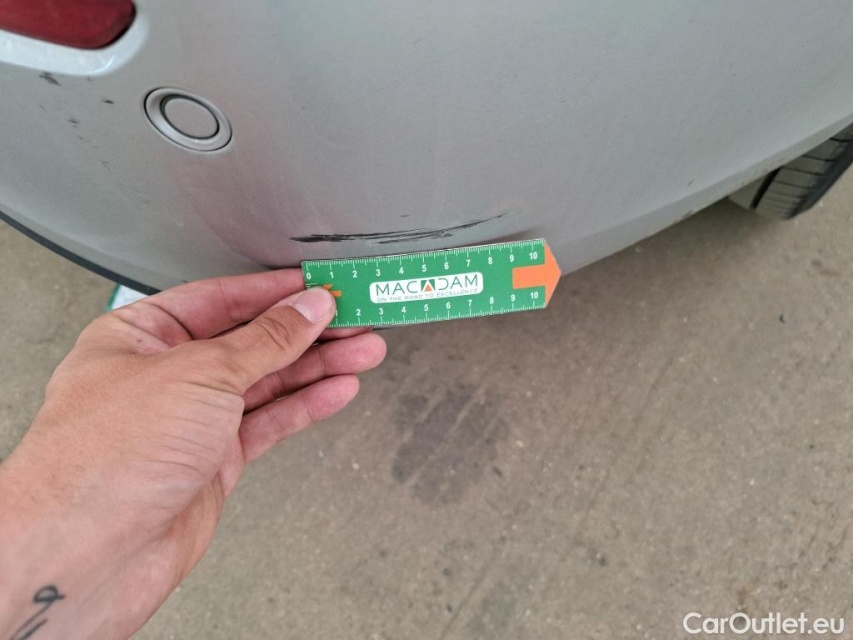 0 1 2 3 4 5 6 7 8 9 10
MACADAM
ON THE ROAD TO EXCELLENCE
2 3 4 5 6 7 8 9 10
CarOutlet.eu